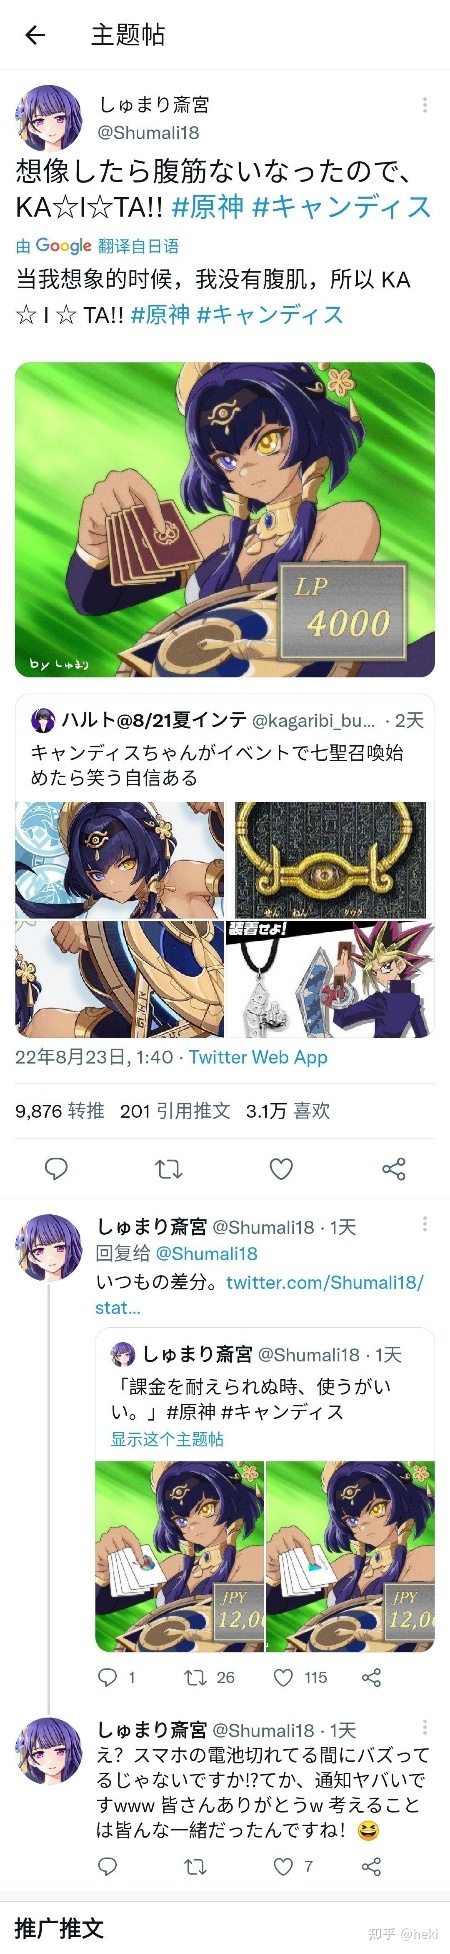 主题帖
しゅまり斎宮
@Shumali18
想像したら腹筋ないなったので、
KA☆I☆TA!! #原神 #キャンディス
由 Google 翻译自日语
当我想象的时候，我没有腹肌，所以 KA
☆ I ☆ TA!! #原神 #キャンディス
LP
4000
by しゅまり
ハルト@8/21夏インテ @kagaribi_bu... · 2天
キャンディスちゃんがイベントで七聖召喚始
めたら笑う自信ある
せん ねん
装着せよ!
22年8月23日, 1:40 · Twitter Web App
9,876 转推 201 引用推文 3.1万 喜欢
しゅまり斎宮 @Shumali18 · 1天
回复给 @Shumali18
いつもの差分。twitter.com/Shumali18/
stat...
しゅまり斎宮 @Shumali18 · 1天
「課金を耐えられぬ時、使うがい
い。」#原神 #キャンディス
显示这个主题帖
JPY
12,0
JPY
12,0
1 26 115
しゅまり斎宮 @Shumali18 · 1天
え？スマホの電池切れてる間にバズって
るじゃないですか!?てか、通知ヤバいで
すwww 皆さんありがとうw 考えること
は皆んな一緒だったんですね！😆
7
推广推文
知乎 @heki